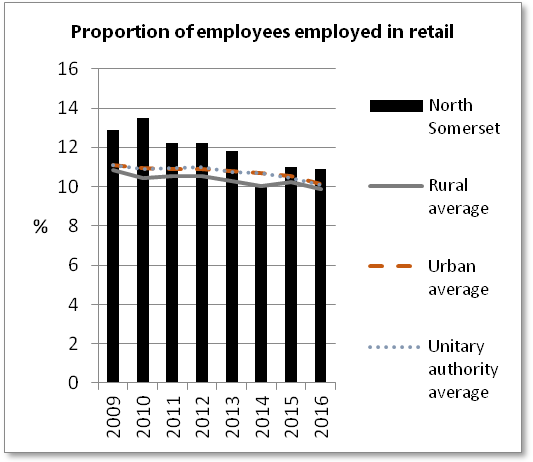 Proportion of employees employed in retail
16
14
12
10
8
6
4
2
0
%
2009
2010
2011
2012
2013
2014
2015
2016
North
Somerset
Rural
average
Urban
average
Unitary
authority
average